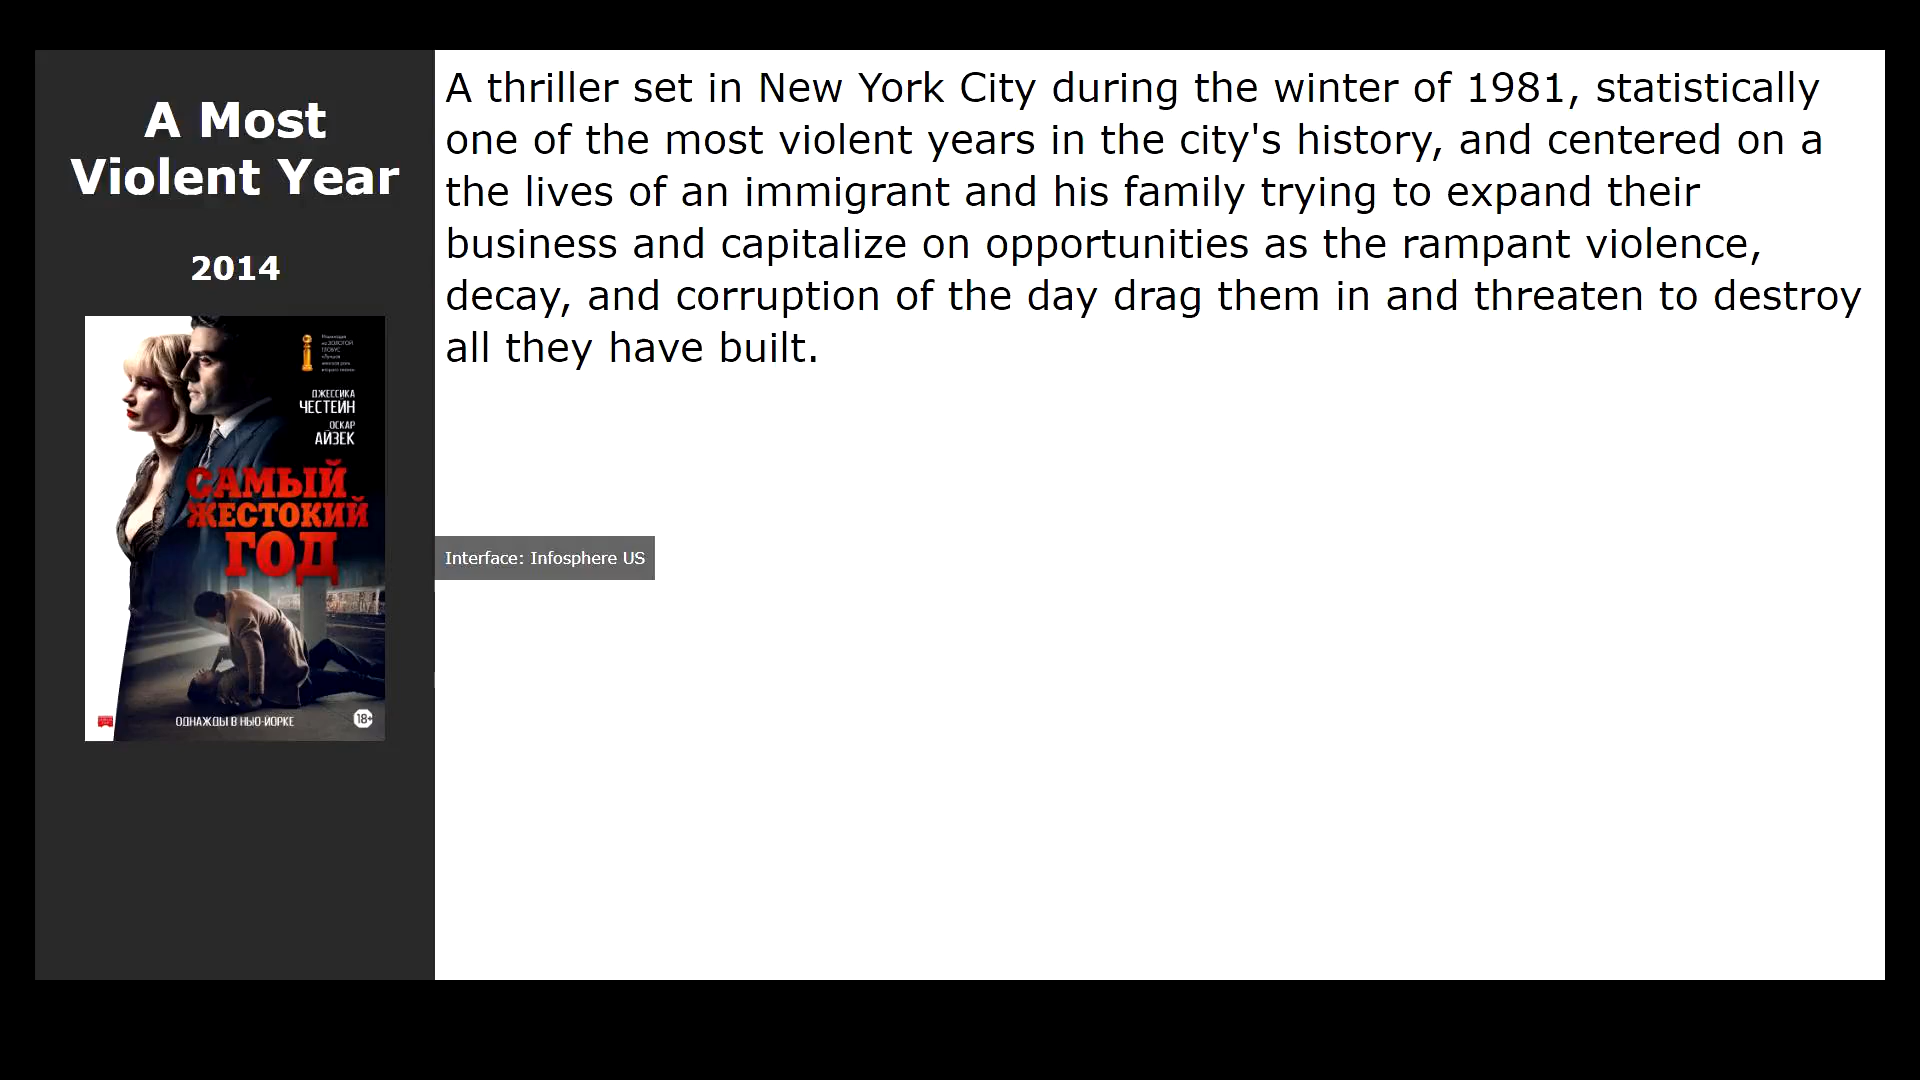 A Most
Violent Year
2014
ДЖЕССИКА
ЧЕСТЕЙН
ОСКАР
АЙЗЕК
САМЫЙ
ЖЕСТОКИЙ
ГОД
ОДНАЖДЫ В НЬЮ-ЙОРКЕ
18+
A thriller set in New York City during the winter of 1981, statistically
one of the most violent years in the city's history, and centered on a
the lives of an immigrant and his family trying to expand their
business and capitalize on opportunities as the rampant violence,
decay, and corruption of the day drag them in and threaten to destroy
all they have built.
Interface: Infosphere US